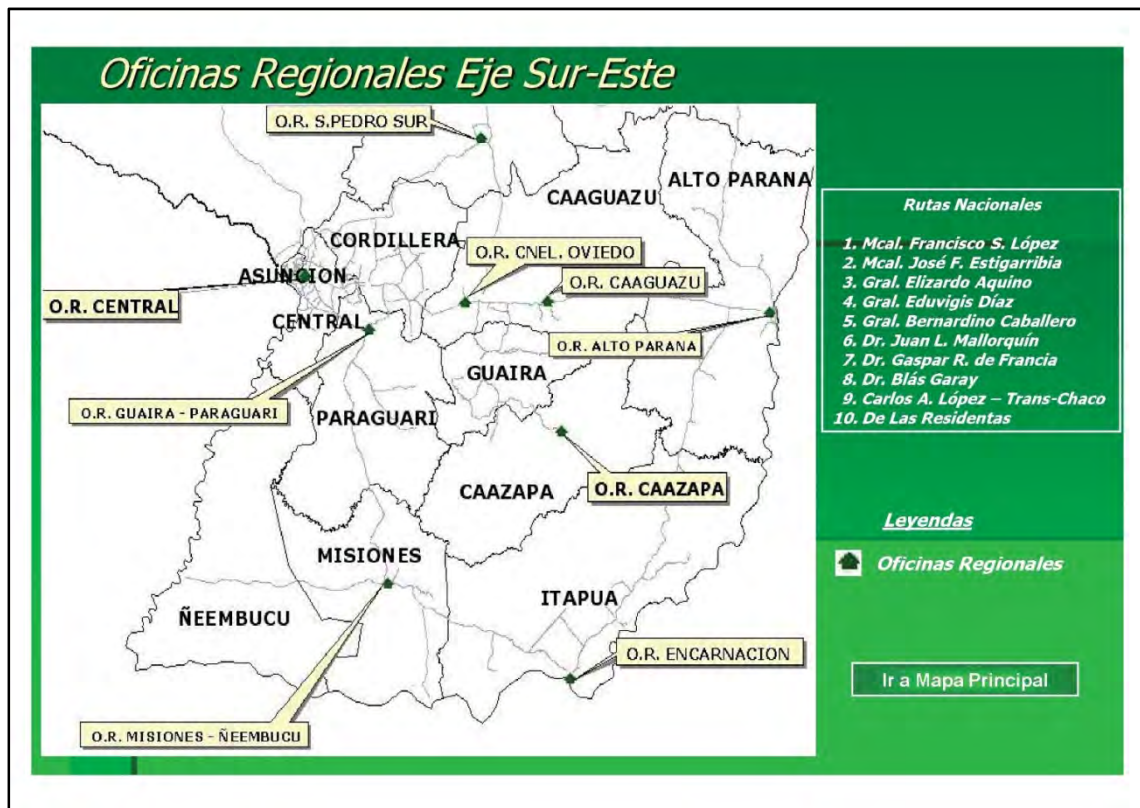 Oficinas Regionales Eje Sur-Este
O.R. S.PEDRO SUR
ALTO PARANA
CAAGUAZU
CORDILLERA
O.R. CNEL. OVIEDO
ASUNCION
O.R. CAAGUAZU
O.R. CENTRAL
CENTRAL
O.R. ALTO PARANA
GUAIRA
O.R. GUAIRA - PARAGUARI
PARAGUARI
CAAZAPA
O.R. CAAZAPA
MISIONES
ITAPUA
ÑEEMBUCU
O.R. ENCARNACION
O.R. MISIONES - ÑEEMBUCU
Rutas Nacionales
1. Mcal. Francisco S. López
2. Mcal. José F. Estigarribia
3. Gral. Elizardo Aquino
4. Gral. Eduvigis Díaz
5. Gral. Bernardino Caballero
6. Dr. Juan L. Mallorquín
7. Dr. Gaspar R. de Francia
8. Dr. Blás Garay
9. Carlos A. López – Trans-Chaco
10. De Las Residentas
Leyendas
Oficinas Regionales
Ir a Mapa Principal